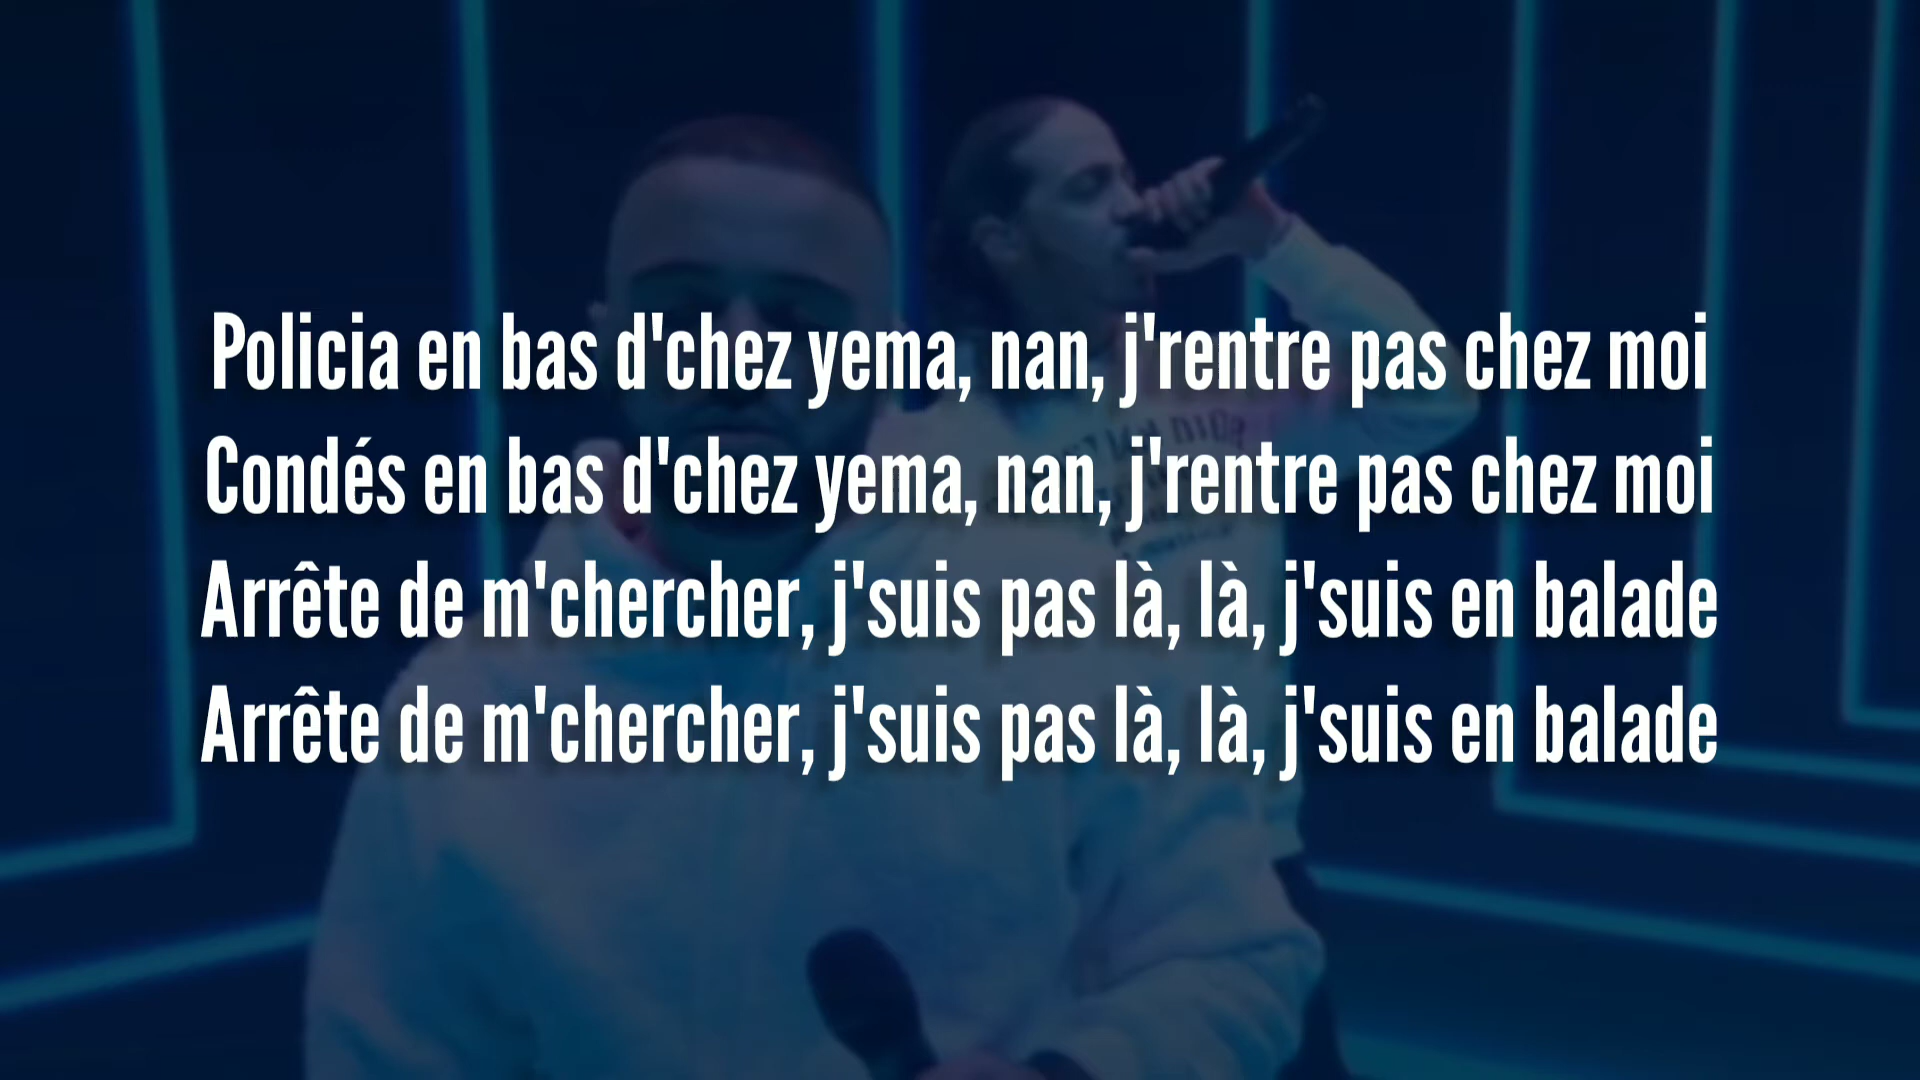 Policia en bas d'chez yema, nan, j'rentre pas chez moi
Condés en bas d'chez yema, nan, j'rentre pas chez moi
Arrête de m'chercher, j'suis pas là, là, j'suis en balade
Arrête de m'chercher, j'suis pas là, là, j'suis en balade